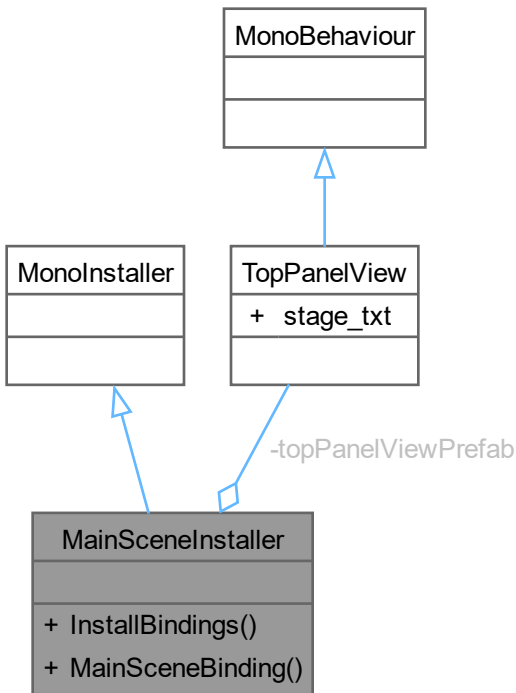 MonoBehaviour
MonoInstaller
TopPanelView
+ stage_txt
-topPanelViewPrefab
MainSceneInstaller
+ InstallBindings()
+ MainSceneBinding()